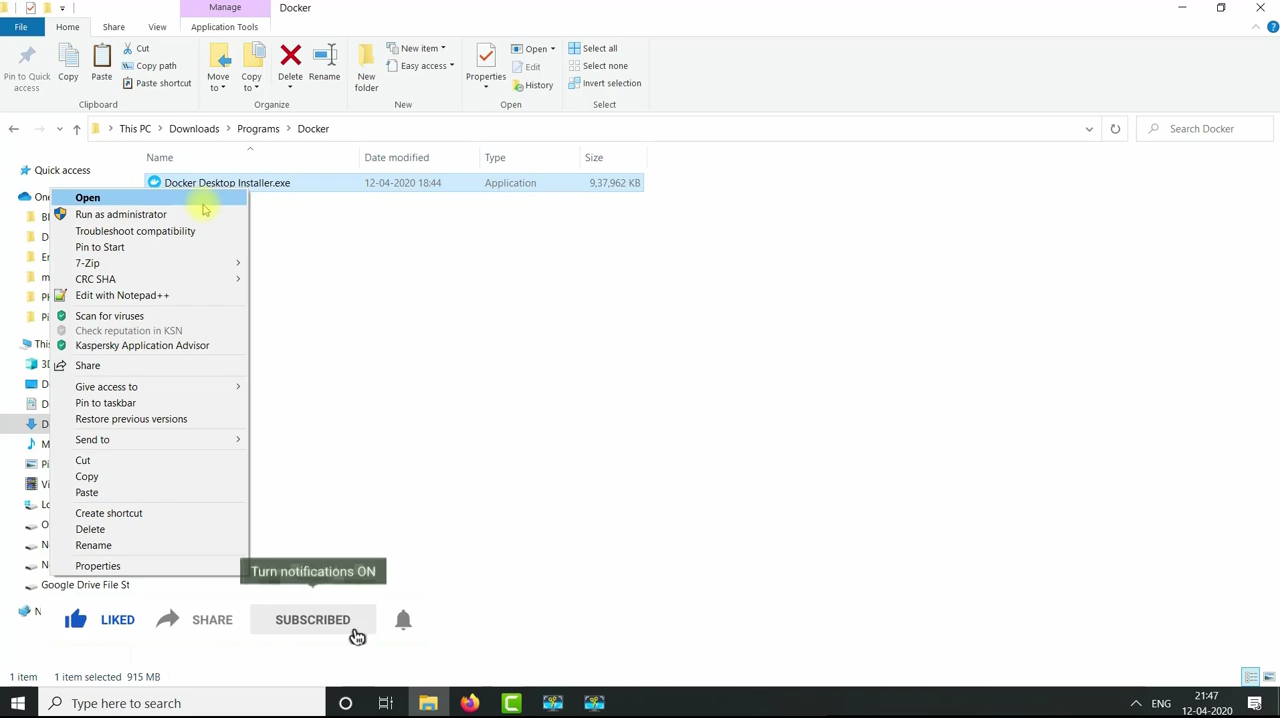 Manage
Docker
File
Home
Share
View
Application Tools
Pin to Quick
access
Copy
Paste
Cut
Copy path
Paste shortcut
Clipboard
Move
to
Copy
to
Delete
Rename
Organize
New
folder
New item
Easy access
New
Properties
Open
Edit
History
Open
Select all
Select none
Invert selection
Select
This PC
Downloads
Programs
Docker
Search Docker
Name
Date modified
Type
Size
Quick access
Docker Desktop Installer.exe
12-04-2020 18:44
Application
9,37,962 KB
Open
Run as administrator
Troubleshoot compatibility
Pin to Start
7-Zip
CRC SHA
Edit with Notepad++
Scan for viruses
Check reputation in KSN
Kaspersky Application Advisor
Share
Give access to
Pin to taskbar
Restore previous versions
Send to
Cut
Copy
Paste
Create shortcut
Delete
Rename
Properties
Google Drive File St
Turn notifications ON
LIKED
SHARE
SUBSCRIBED
1 item
1 item selected
915 MB
Type here to search
ENG
21:47
12-04-2020